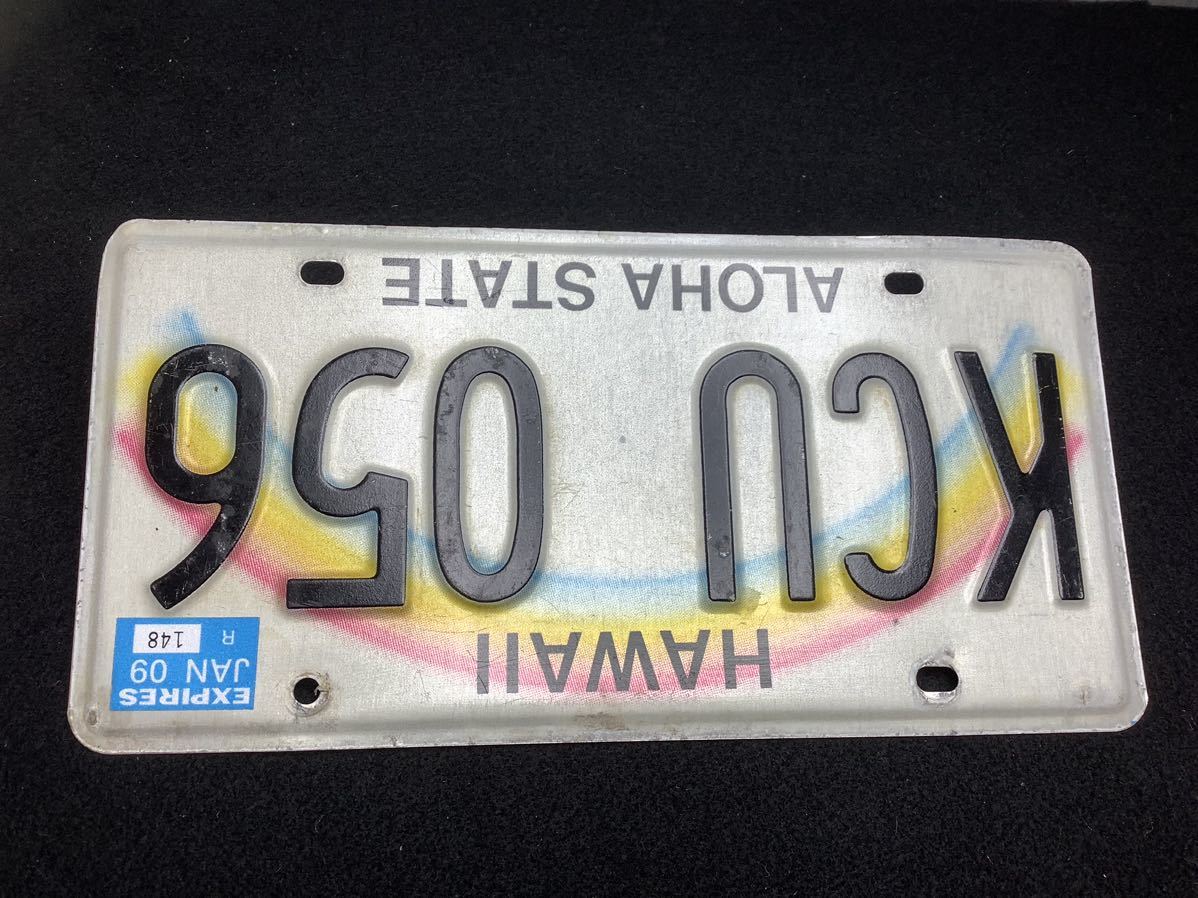 HAWAII
EXPIRES
JAN 09
R 148
KCU 056
ALOHA STATE